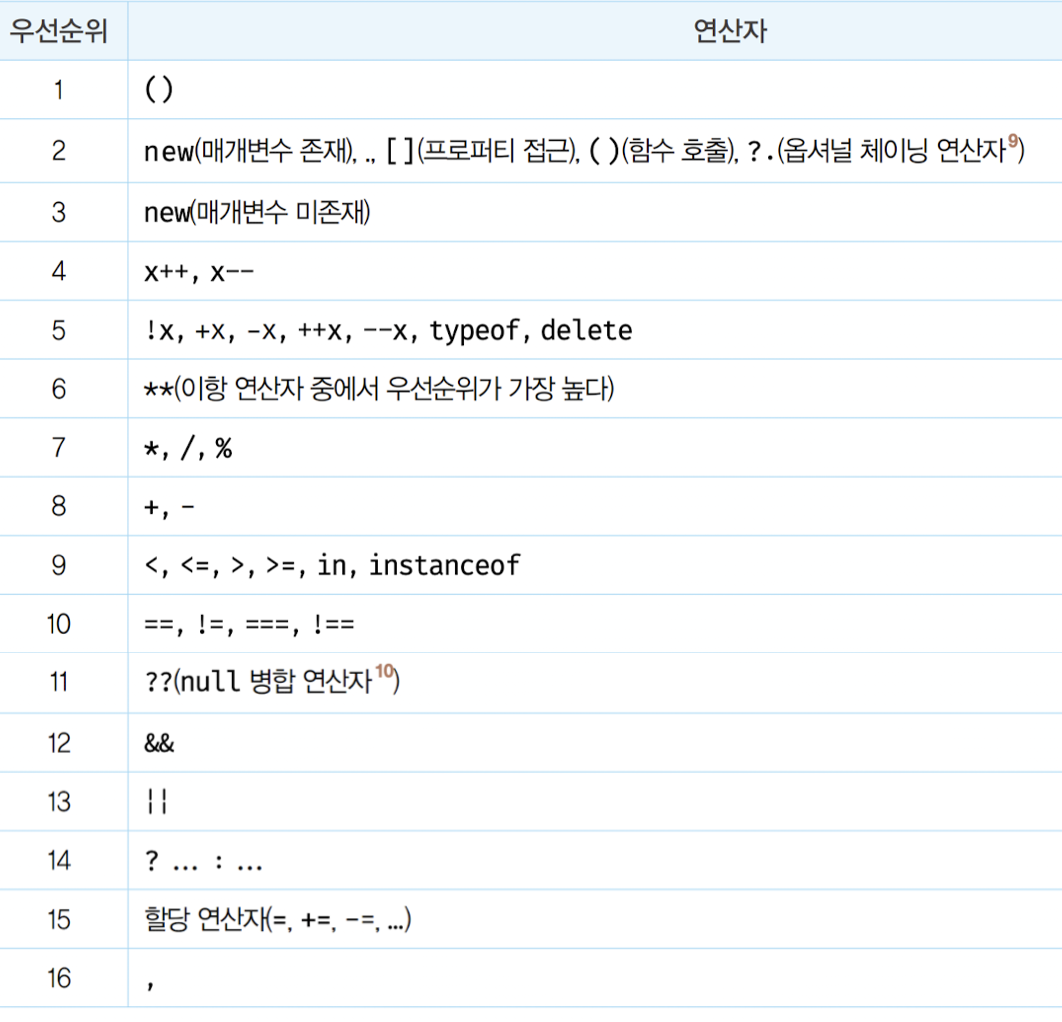 우선순위 연산자
1 ()
2 new(매개변수 존재), ., [](프로퍼티 접근), ()(함수 호출), ?.(옵셔널 체이닝 연산자9)
3 new(매개변수 미존재)
4 x++, x--
5 !x, +x, -x, ++x, --x, typeof, delete
6 **(이항 연산자 중에서 우선순위가 가장 높다)
7 *, /, %
8 +, -
9 <, <=, >, >=, in, instanceof
10 ==, !=, ===, !==
11 ??(null 병합 연산자10)
12 &&
13 ||
14 ? ... : ...
15 할당 연산자(=, +=, -=, ...)
16 ,